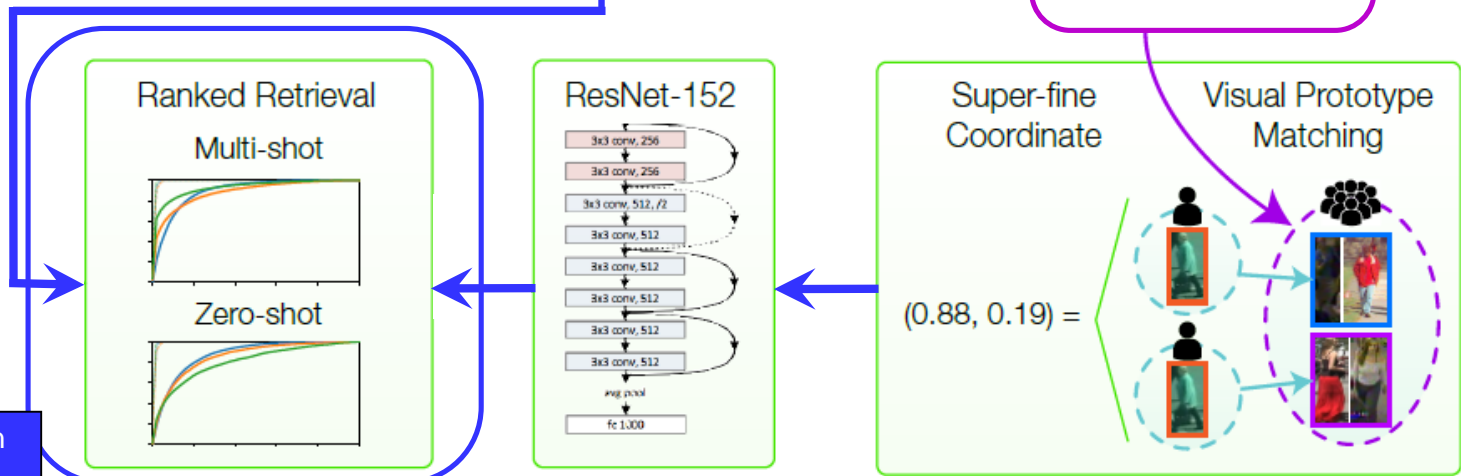 Ranked Retrieval
Multi-shot
Zero-shot
ResNet-152
3x3 conv, 256
3x3 conv, 256
3x3 conv, 512, /2
3x3 conv, 512
3x3 conv, 512
3x3 conv, 512
3x3 conv, 512
3x3 conv, 512
avg pool
fc 1000
Super-fine
Coordinate
Visual Prototype
Matching
(0.88, 0.19) =
n